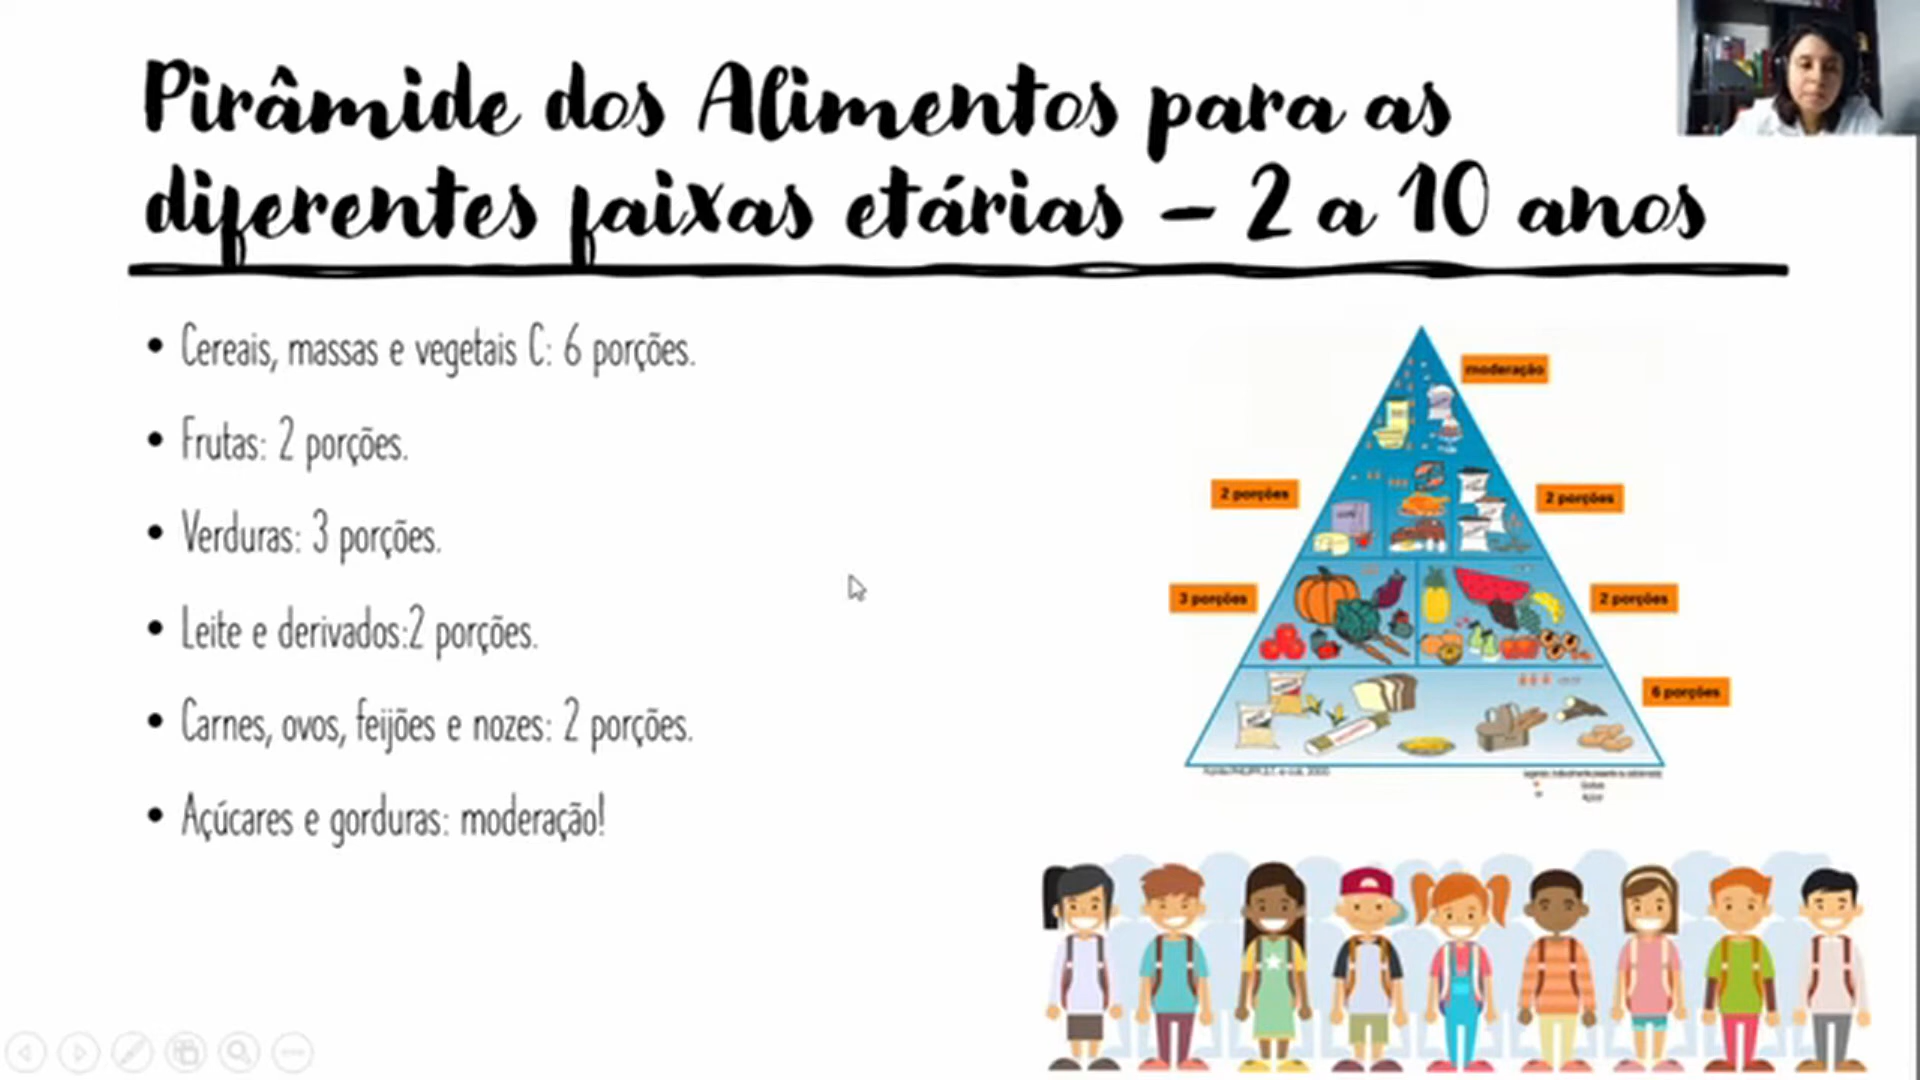 Pirâmide dos Alimentos para as
diferentes faixas etárias - 2 a 10 anos
• Cereais, massas e vegetais C: 6 porções.
• Frutas: 2 porções.
• Verduras: 3 porções.
• Leite e derivados:2 porções.
• Carnes, ovos, feijões e nozes: 2 porções.
• Açúcares e gorduras: moderação!
moderação
2 porções
2 porções
3 porções
2 porções
6 porções